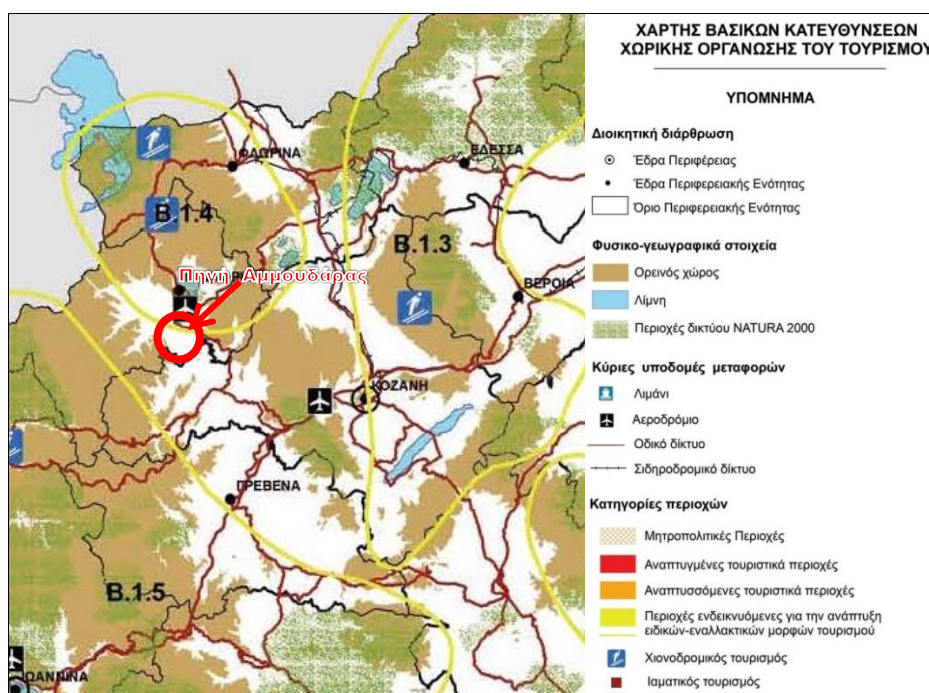 ΧΑΡΤΗΣ ΒΑΣΙΚΩΝ ΚΑΤΕΥΘΥΝΣΕΩΝ
ΧΩΡΙΚΗΣ ΟΡΓΑΝΩΣΗΣ ΤΟΥ ΤΟΥΡΙΣΜΟΥ
ΥΠΟΜΝΗΜΑ
Διοικητική διάρθρωση
Έδρα Περιφέρειας
Έδρα Περιφερειακής Ενότητας
Όριο Περιφερειακής Ενότητας
Φυσικο-γεωγραφικά στοιχεία
Ορεινός χώρος
Λίμνη
Περιοχές δικτύου NATURA 2000
Κύριες υποδομές μεταφορών
Λιμάνι
Αεροδρόμιο
Οδικό δίκτυο
Σιδηροδρομικό δίκτυο
Κατηγορίες περιοχών
Μητροπολιτικές Περιοχές
Αναπτυγμένες τουριστικά περιοχές
Αναπτυσσόμενες τουριστικά περιοχές
Περιοχές ενδεικνυόμενες για την ανάπτυξη
ειδικών-εναλλακτικών μορφών τουρισμού
Χιονοδρομικός τουρισμός
Ιαματικός τουρισμός
ΦΛΩΡΙΝΑ
ΕΔΕΣΣΑ
B.1.4
B.1.3
Πηγή Αμμουδάρας
ΒΕΡΟΙΑ
ΚΟΖΑΝΗ
ΓΡΕΒΕΝΑ
B.1.5
ΙΩΑΝΝΙΝΑ